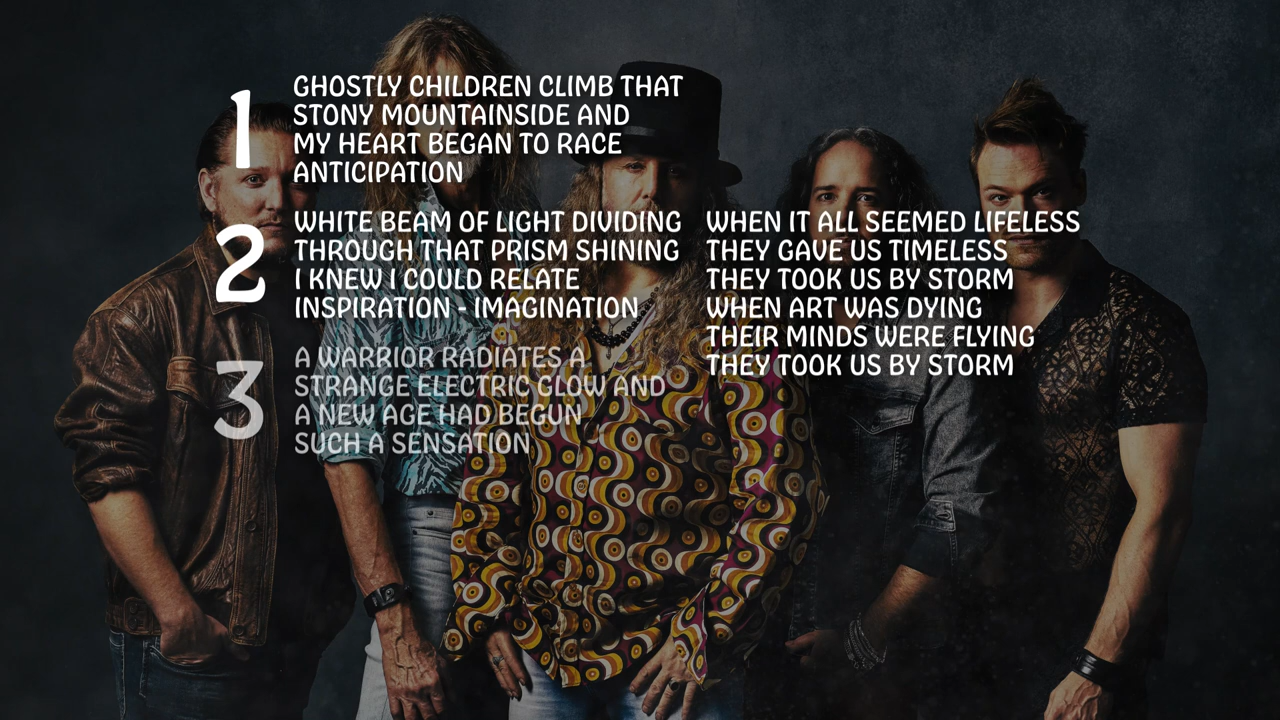 1
GHOSTLY CHILDREN CLIMB THAT
STONY MOUNTAINSIDE AND
MY HEART BEGAN TO RACE
ANTICIPATION
2
WHITE BEAM OF LIGHT DIVIDING
THROUGH THAT PRISM SHINING
I KNEW I COULD RELATE
INSPIRATION - IMAGINATION
WHEN IT ALL SEEMED LIFELESS
THEY GAVE US TIMELESS
THEY TOOK US BY STORM
WHEN ART WAS DYING
THEIR MINDS WERE FLYING
THEY TOOK US BY STORM
3
A WARRIOR RADIATES A
STRANGE ELECTRIC GLOW AND
A NEW AGE HAD BEGUN
SUCH A SENSATION